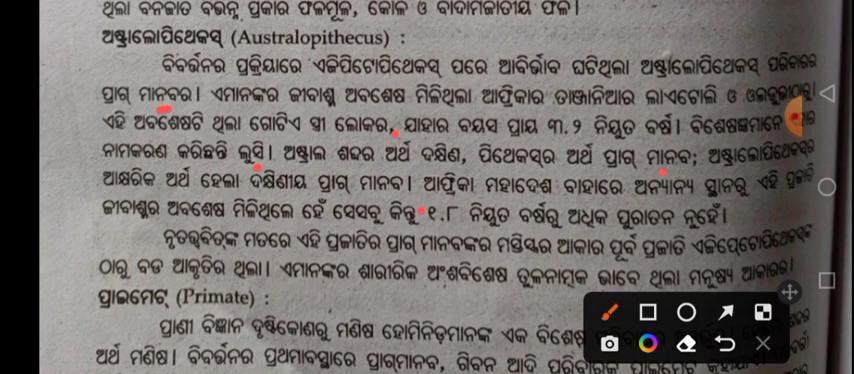 ଥିଲା ବନଜାତ ବିଭିନ୍ନ ପ୍ରକାର ଫଳମୂଳ, କୋଳି ଓ ବାଦାମଜାତୀୟ ଫଳ।
ଅଷ୍ଟ୍ରାଲୋପିଥେକସ୍ (Australopithecus) :
ବିବର୍ତ୍ତନର ପ୍ରକ୍ରିୟାରେ ଏଜିପିଟୋପିଥେକସ୍ ପରେ ଆବିର୍ଭାବ ଘଟିଥିଲା ଅଷ୍ଟ୍ରାଲୋପିଥେକସ୍ ପରିବାରର
ପ୍ରାଗ୍ ମାନବର। ଏମାନଙ୍କର ଜୀବାଶ୍ମ ଅବଶେଷ ମିଳିଥିଲା ଆଫ୍ରିକାର ତାଞ୍ଜାନିଆର ଲାଏଟୋଲି ଓ
ଏହି ଅବଶେଷଟି ଥିଲା ଗୋଟିଏ ସ୍ତ୍ରୀ ଲୋକର, ଯାହାର ବୟସ ପ୍ରାୟ ୩.୨ ନିୟୁତ ବର୍ଷ। ବିଶେଷଜ୍ଞମାନେ
ନାମକରଣ କରିଛନ୍ତି ଲୁସି। ଅଷ୍ଟ୍ରାଲ ଶବ୍ଦର ଅର୍ଥ ଦକ୍ଷିଣ, ପିଥେକସ୍‌ର ଅର୍ଥ ପ୍ରାଗ୍ ମାନବ; ଅଷ୍ଟ୍ରାଲୋପିଥେକସ୍‌ର
ଆକ୍ଷରିକ ଅର୍ଥ ହେଲା ଦକ୍ଷିଣୀୟ ପ୍ରାଗ୍ ମାନବ। ଆଫ୍ରିକା ମହାଦେଶ ବାହାରେ ଅନ୍ୟାନ୍ୟ ସ୍ଥାନରୁ ଏହି ପ୍ରଜାତି
ଜୀବାଶ୍ମର ଅବଶେଷ ମିଳିଥିଲେ ହେଁ ସେସବୁ କିନ୍ତୁ ୧.୮ ନିୟୁତ ବର୍ଷରୁ ଅଧିକ ପୁରାତନ ନୁହେଁ।
ନୃତତ୍ତ୍ୱବିତ୍‌ଙ୍କ ମତରେ ଏହି ପ୍ରଜାତିର ପ୍ରାଗ୍ ମାନବଙ୍କର ମସ୍ତିଷ୍କର ଆକାର ପୂର୍ବ ପ୍ରଜାତି ଏଜିପ୍ଟୋପିଥେକସ୍‌ଙ୍କ
ଠାରୁ ବଡ ଆକୃତିର ଥିଲା। ଏମାନଙ୍କର ଶାରୀରିକ ଅଂଶବିଶେଷ ତୁଳନାତ୍ମକ ଭାବେ ଥିଲା ମନୁଷ୍ୟ ଆକାରର।
ପ୍ରାଇମେଟ୍ (Primate) :
ପ୍ରାଣୀ ବିଜ୍ଞାନ ଦୃଷ୍ଟିକୋଣରୁ ମଣିଷ ହୋମିନିଡ଼ମାନଙ୍କ ଏକ ବିଶେଷ
ଅର୍ଥ ମଣିଷ। ବିବର୍ତ୍ତନର ପ୍ରଥମାବସ୍ଥାରେ ପ୍ରାଗ୍‌ମାନବ, ଗିବନ ଆଦି ପରିବାରକୁ ପ୍ରାଇମେଟ୍ କୁହାଯାଏ।